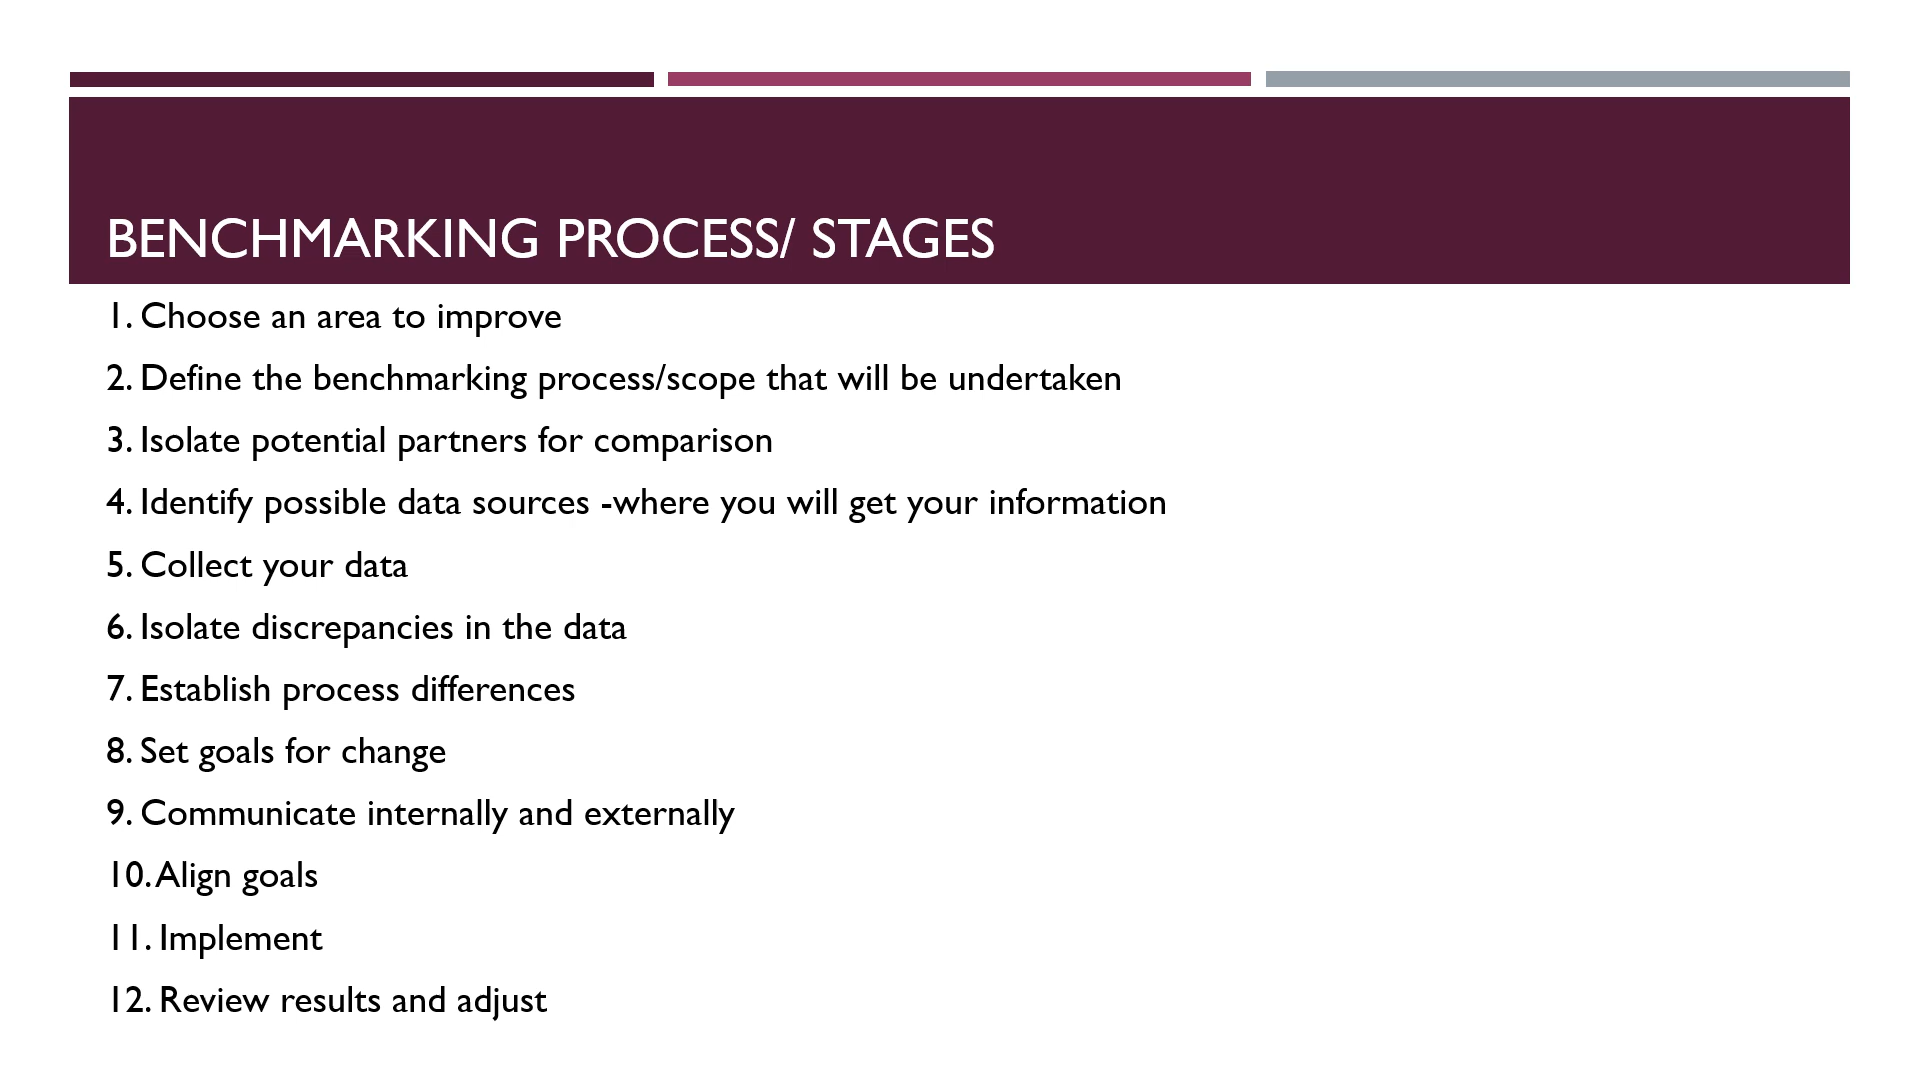 BENCHMARKING PROCESS/ STAGES
1. Choose an area to improve
2. Define the benchmarking process/scope that will be undertaken
3. Isolate potential partners for comparison
4. Identify possible data sources -where you will get your information
5. Collect your data
6. Isolate discrepancies in the data
7. Establish process differences
8. Set goals for change
9. Communicate internally and externally
10. Align goals
11. Implement
12. Review results and adjust